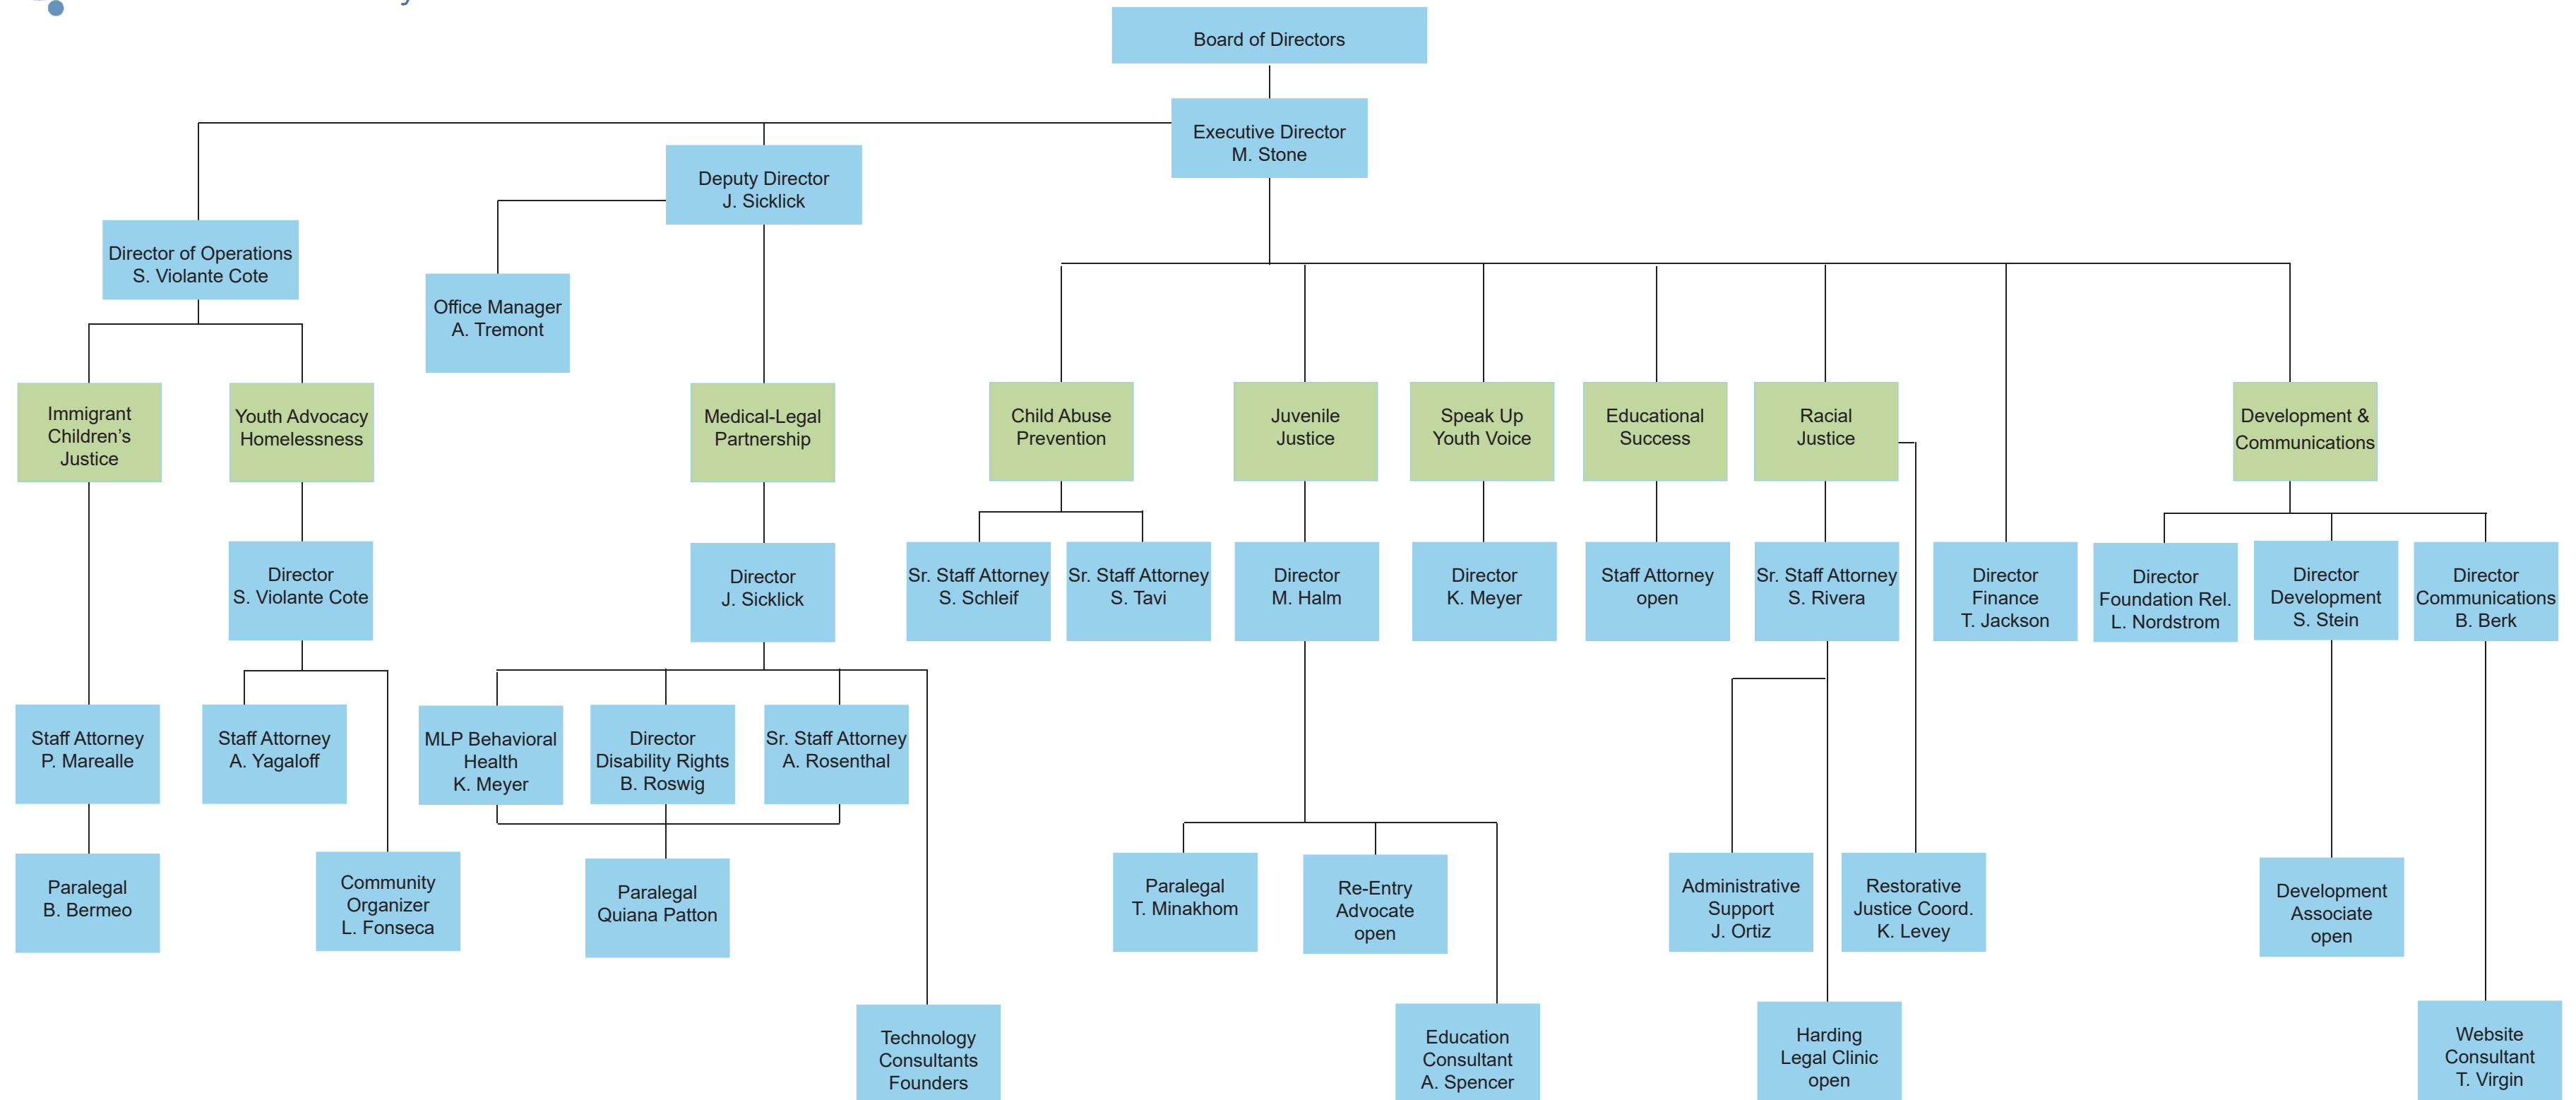 Board of Directors
Executive Director
M. Stone
Deputy Director
J. Sicklick
Director of Operations
S. Violante Cote
Office Manager
A. Tremont
Immigrant
Children’s
Justice
Youth Advocacy
Homelessness
Medical-Legal
Partnership
Child Abuse
Prevention
Juvenile
Justice
Speak Up
Youth Voice
Educational
Success
Racial
Justice
Development &
Communications
Director
S. Violante Cote
Director
J. Sicklick
Sr. Staff Attorney
S. Schleif
Sr. Staff Attorney
S. Tavi
Director
M. Halm
Director
K. Meyer
Staff Attorney
open
Sr. Staff Attorney
S. Rivera
Director
Finance
T. Jackson
Director
Foundation Rel.
L. Nordstrom
Director
Development
S. Stein
Director
Communications
B. Berk
Staff Attorney
P. Marealle
Staff Attorney
A. Yagaloff
MLP Behavioral
Health
K. Meyer
Director
Disability Rights
B. Roswig
Sr. Staff Attorney
A. Rosenthal
Paralegal
B. Bermeo
Community
Organizer
L. Fonseca
Paralegal
Quiana Patton
Paralegal
T. Minakhom
Re-Entry
Advocate
open
Administrative
Support
J. Ortiz
Restorative
Justice Coord.
K. Levey
Development
Associate
open
Technology
Consultants
Founders
Education
Consultant
A. Spencer
Harding
Legal Clinic
open
Website
Consultant
T. Virgin